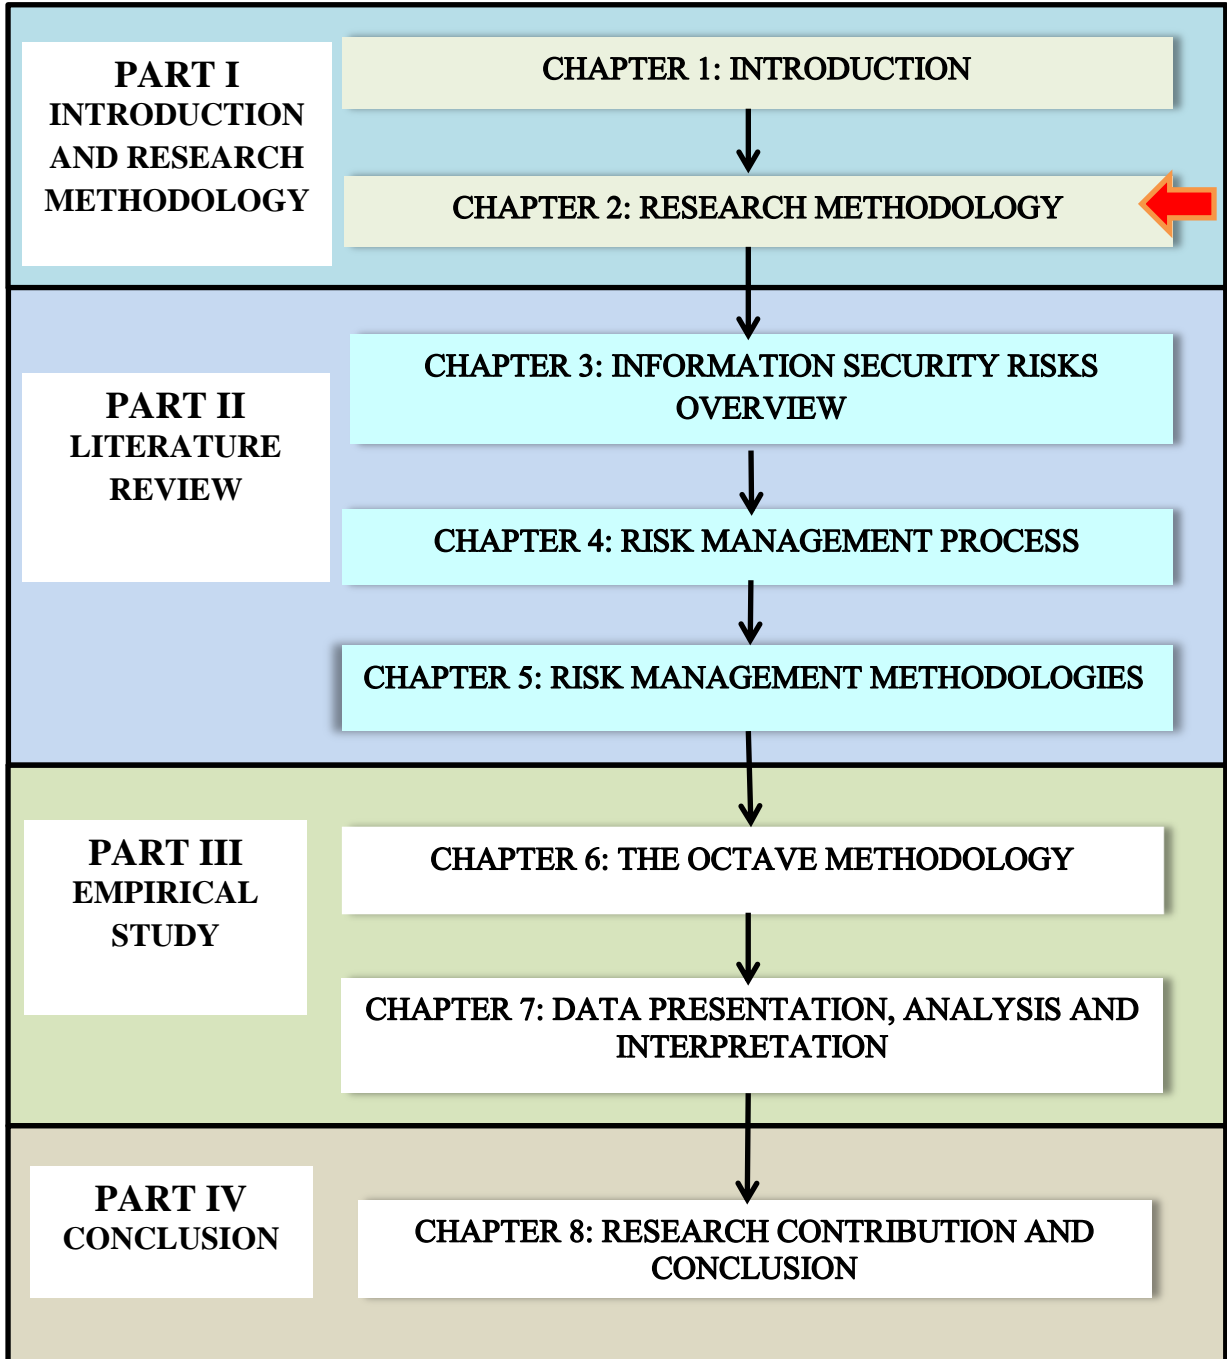 PART I
INTRODUCTION
AND RESEARCH
METHODOLOGY
CHAPTER 1: INTRODUCTION
CHAPTER 2: RESEARCH METHODOLOGY
PART II
LITERATURE
REVIEW
CHAPTER 3: INFORMATION SECURITY RISKS
OVERVIEW
CHAPTER 4: RISK MANAGEMENT PROCESS
CHAPTER 5: RISK MANAGEMENT METHODOLOGIES
PART III
EMPIRICAL
STUDY
CHAPTER 6: THE OCTAVE METHODOLOGY
CHAPTER 7: DATA PRESENTATION, ANALYSIS AND
INTERPRETATION
PART IV
CONCLUSION
CHAPTER 8: RESEARCH CONTRIBUTION AND
CONCLUSION